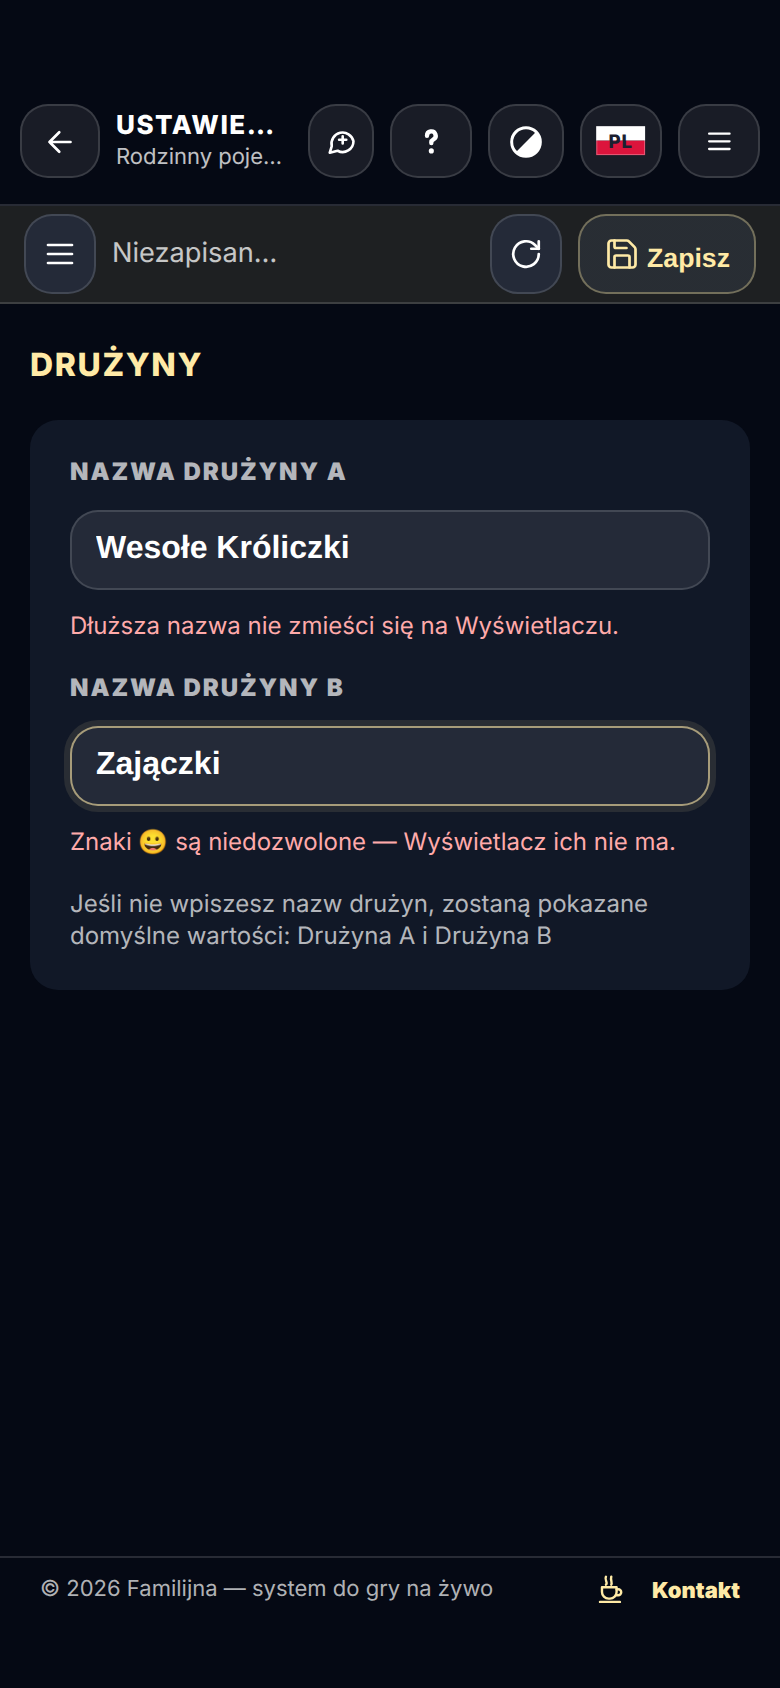 USTAWIE...
Rodzinny poje...
?
PL
Niezapisan...
Zapisz
DRUŻYNY
NAZWA DRUŻYNY A
Wesołe Króliczki
Dłuższa nazwa nie zmieści się na Wyświetlaczu.
NAZWA DRUŻYNY B
Zajączki
Znaki 😀 są niedozwolone — Wyświetlacz ich nie ma.
Jeśli nie wpiszesz nazw drużyn, zostaną pokazane
domyślne wartości: Drużyna A i Drużyna B
© 2026 Familijna — system do gry na żywo
Kontakt